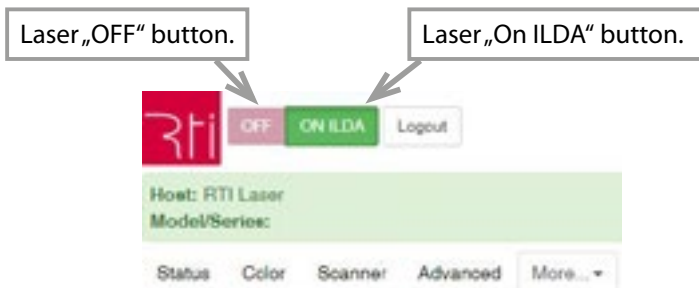 Laser„OFF“ button.
Laser„On ILDA“ button.
Rti
OFF
ON ILDA
Logout
Host: RTI Laser
Model/Series:
Status
Color
Scanner
Advanced
More...